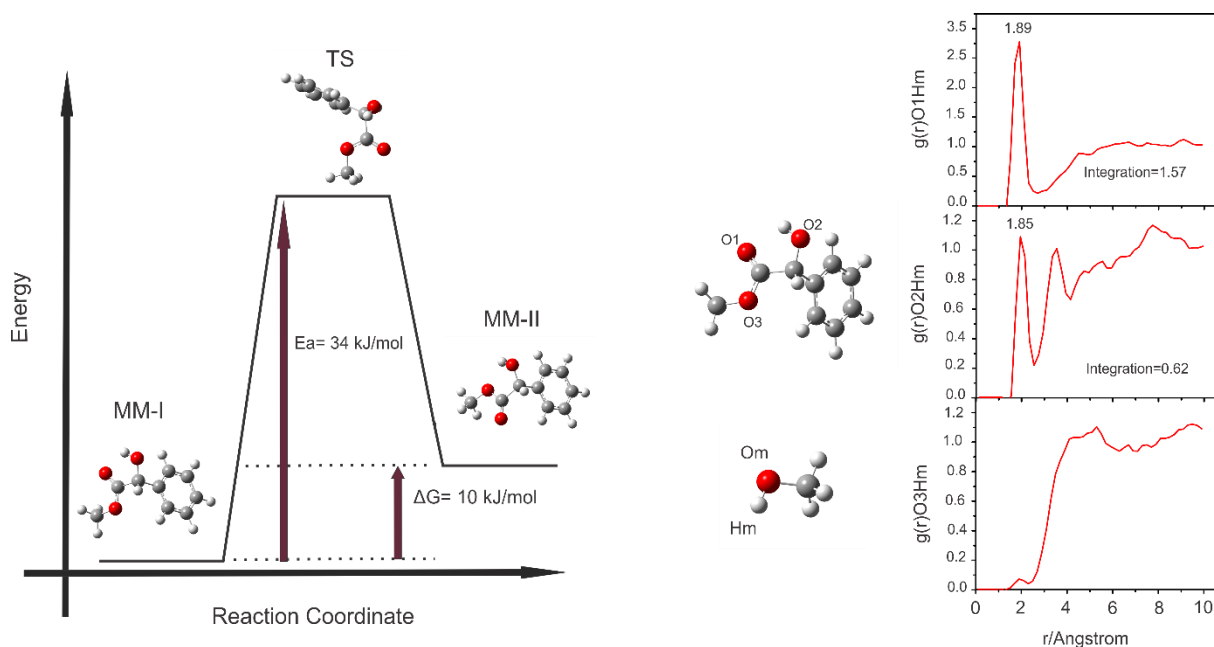 TS
Energy
Ea= 34 kJ/mol
MM-II
MM-I
ΔG= 10 kJ/mol
Reaction Coordinate
O1
O2
O3
Om
Hm
1.89
3.5
3.0
2.5
2.0
1.5
1.0
0.5
0.0
g(r)O1Hm
Integration=1.57
1.85
1.2
1.0
0.8
0.6
0.4
0.2
0.0
g(r)O2Hm
Integration=0.62
1.2
1.0
0.8
0.6
0.4
0.2
0.0
g(r)O3Hm
0 2 4 6 8 10
r/Angstrom